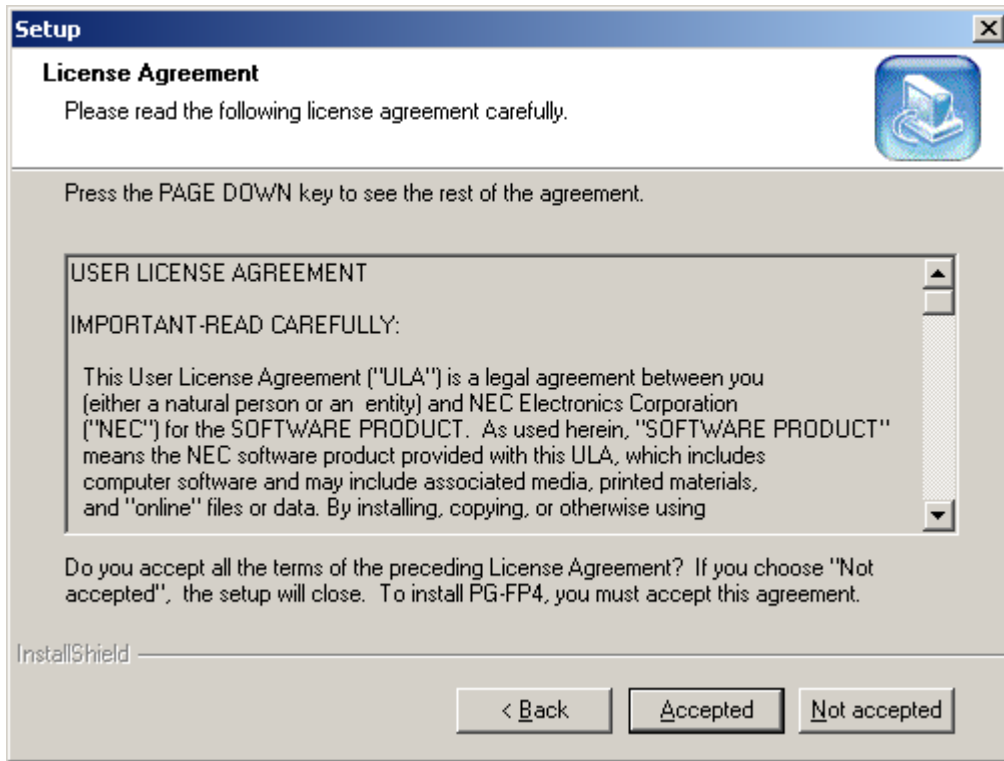 Setup
License Agreement
Please read the following license agreement carefully.
Press the PAGE DOWN key to see the rest of the agreement.
USER LICENSE AGREEMENT
IMPORTANT-READ CAREFULLY:
This User License Agreement ("ULA") is a legal agreement between you
(either a natural person or an  entity) and NEC Electronics Corporation
("NEC") for the SOFTWARE PRODUCT.  As used herein, "SOFTWARE PRODUCT"
means the NEC software product provided with this ULA, which includes
computer software and may include associated media, printed materials,
and "online" files or data. By installing, copying, or otherwise using
Do you accept all the terms of the preceding License Agreement?  If you choose "Not
accepted",  the setup will close.  To install PG-FP4, you must accept this agreement.
InstallShield
< Back
Accepted
Not accepted